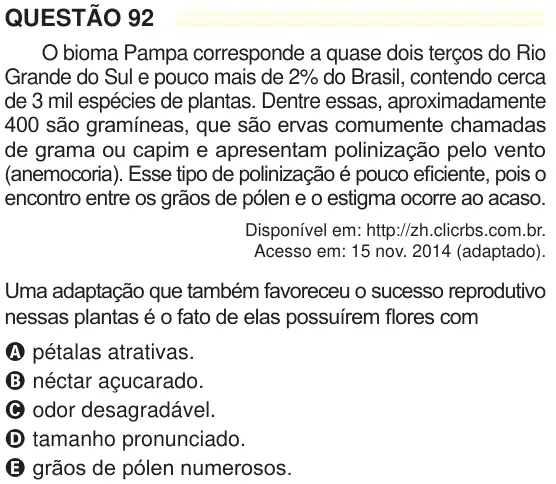 QUESTÃO 92
O bioma Pampa corresponde a quase dois terços do Rio
Grande do Sul e pouco mais de 2% do Brasil, contendo cerca
de 3 mil espécies de plantas. Dentre essas, aproximadamente
400 são gramíneas, que são ervas comumente chamadas
de grama ou capim e apresentam polinização pelo vento
(anemocoria). Esse tipo de polinização é pouco eficiente, pois o
encontro entre os grãos de pólen e o estigma ocorre ao acaso.
Disponível em: http://zh.clicrbs.com.br.
Acesso em: 15 nov. 2014 (adaptado).
Uma adaptação que também favoreceu o sucesso reprodutivo
nessas plantas é o fato de elas possuírem flores com
A pétalas atrativas.
B néctar açucarado.
C odor desagradável.
D tamanho pronunciado.
E grãos de pólen numerosos.